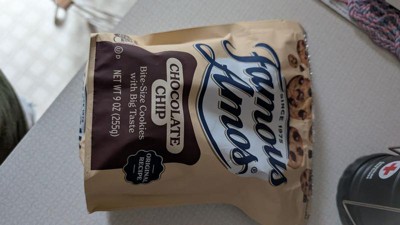 SINCE 1975
Famous
Amos®
CHOCOLATE
CHIP
Bite-Size Cookies
with Big Taste
NET WT 9 OZ (255g)
ORIGINAL
RECIPE